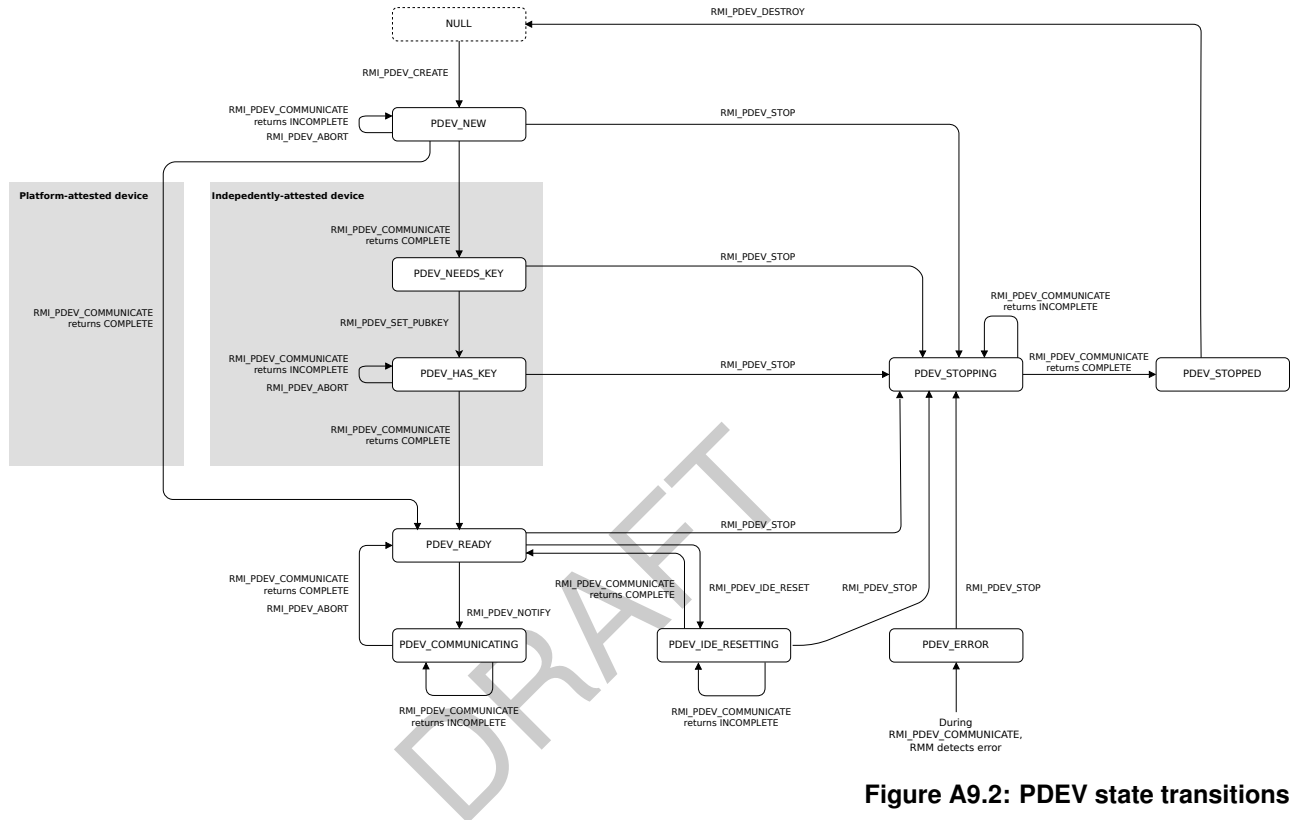 RMI_PDEV_DESTROY
NULL
RMI_PDEV_CREATE
RMI_PDEV_COMMUNICATE
returns INCOMPLETE
RMI_PDEV_ABORT
PDEV_NEW
RMI_PDEV_STOP
Platform-attested device
Indepedently-attested device
RMI_PDEV_COMMUNICATE
returns COMPLETE
PDEV_NEEDS_KEY
RMI_PDEV_STOP
RMI_PDEV_COMMUNICATE
returns COMPLETE
RMI_PDEV_SET_PUBKEY
RMI_PDEV_COMMUNICATE
returns INCOMPLETE
RMI_PDEV_COMMUNICATE
returns INCOMPLETE
RMI_PDEV_ABORT
PDEV_HAS_KEY
RMI_PDEV_STOP
PDEV_STOPPING
RMI_PDEV_COMMUNICATE
returns COMPLETE
PDEV_STOPPED
RMI_PDEV_COMMUNICATE
returns COMPLETE
RMI_PDEV_STOP
PDEV_READY
RMI_PDEV_COMMUNICATE
returns COMPLETE
RMI_PDEV_ABORT
RMI_PDEV_NOTIFY
RMI_PDEV_COMMUNICATE
returns COMPLETE
RMI_PDEV_IDE_RESET
RMI_PDEV_STOP
RMI_PDEV_STOP
PDEV_COMMUNICATING
PDEV_IDE_RESETTING
PDEV_ERROR
RMI_PDEV_COMMUNICATE
returns INCOMPLETE
RMI_PDEV_COMMUNICATE
returns INCOMPLETE
During
RMI_PDEV_COMMUNICATE,
RMM detects error
DRAFT
Figure A9.2: PDEV state transitions